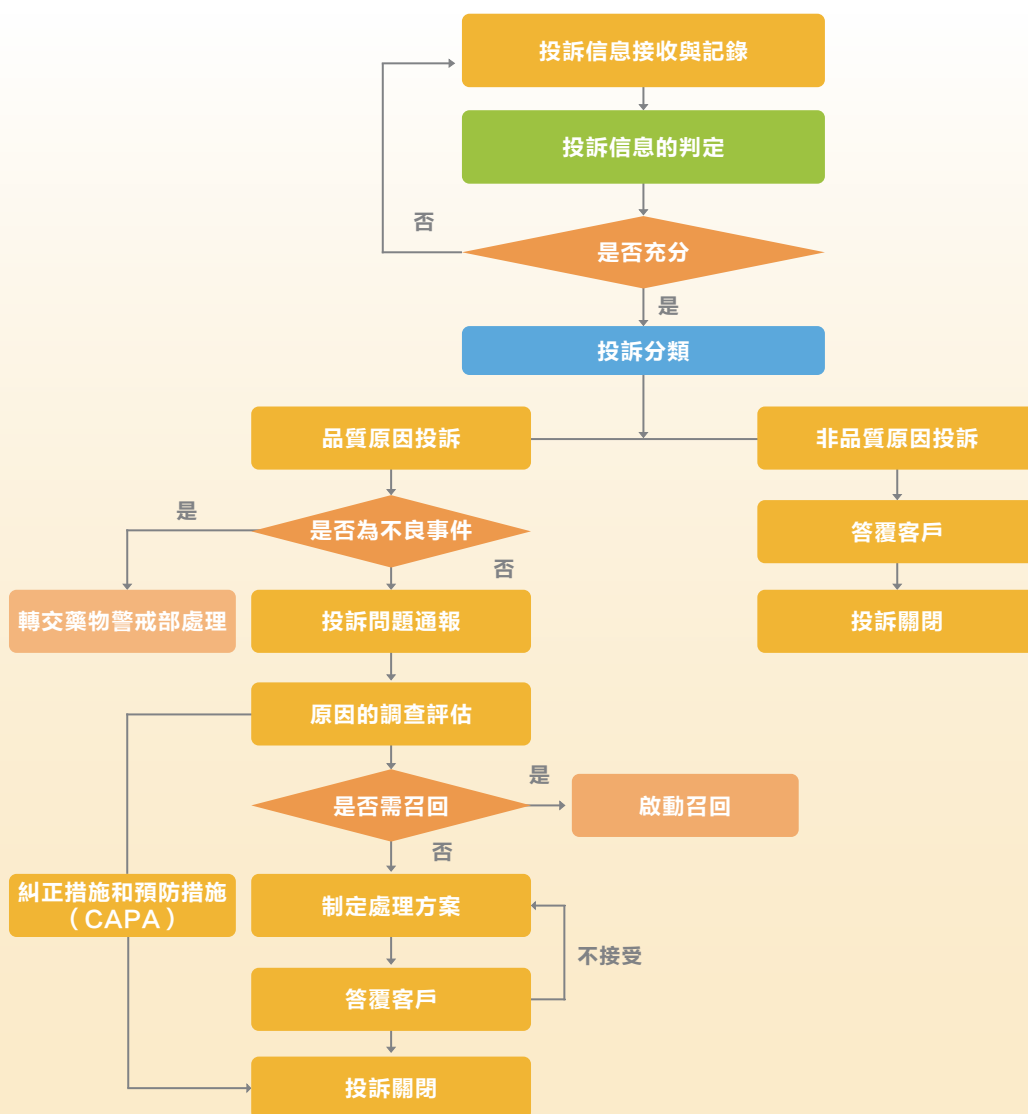 投訴信息接收與記錄
投訴信息的判定
否
是否充分
是
投訴分類
品質原因投訴
非品質原因投訴
是
是否為不良事件
答覆客戶
否
轉交藥物警戒部處理
投訴問題通報
投訴關閉
原因的調查評估
是
是否需召回
啟動召回
否
糾正措施和預防措施
（CAPA）
制定處理方案
不接受
答覆客戶
投訴關閉